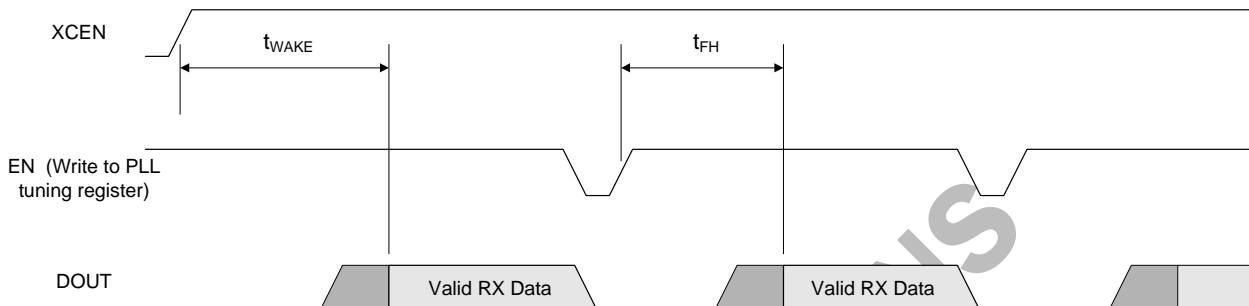 XCEN
tWAKE
tFH
EN (Write to PLL
tuning register)
DOUT
Valid RX Data
Valid RX Data